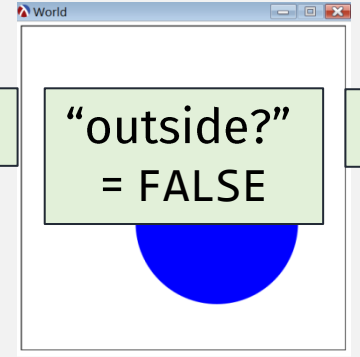 World
“outside?”
= FALSE